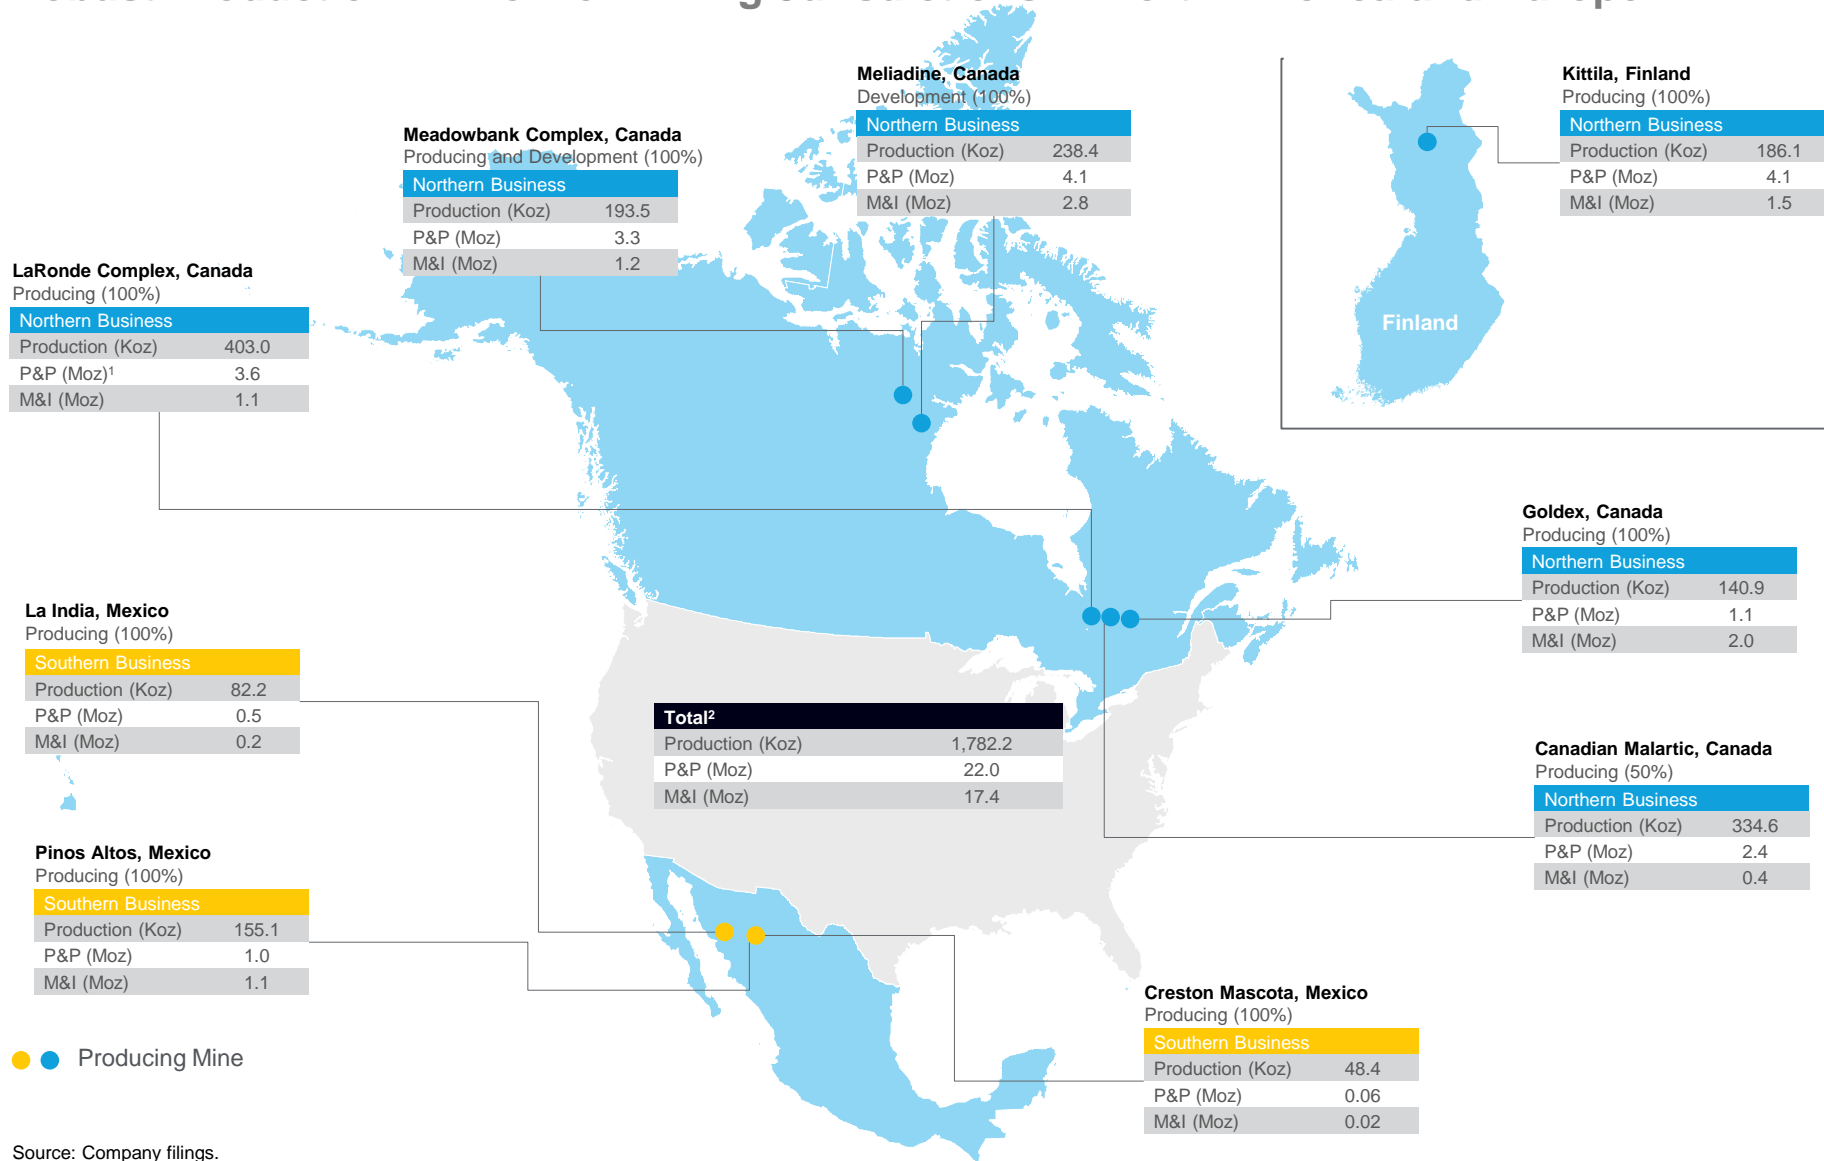 Meliadine, Canada
Development (100%)
Northern Business
Production (Koz) 238.4
P&P (Moz) 4.1
M&I (Moz) 2.8
Kittila, Finland
Producing (100%)
Northern Business
Production (Koz) 186.1
P&P (Moz) 4.1
M&I (Moz) 1.5
Meadowbank Complex, Canada
Producing and Development (100%)
Northern Business
Production (Koz) 193.5
P&P (Moz) 3.3
M&I (Moz) 1.2
LaRonde Complex, Canada
Producing (100%)
Northern Business
Production (Koz) 403.0
P&P (Moz)¹ 3.6
M&I (Moz) 1.1
Finland
Goldex, Canada
Producing (100%)
Northern Business
Production (Koz) 140.9
P&P (Moz) 1.1
M&I (Moz) 2.0
La India, Mexico
Producing (100%)
Southern Business
Production (Koz) 82.2
P&P (Moz) 0.5
M&I (Moz) 0.2
Total²
Production (Koz) 1,782.2
P&P (Moz) 22.0
M&I (Moz) 17.4
Canadian Malartic, Canada
Producing (50%)
Northern Business
Production (Koz) 334.6
P&P (Moz) 2.4
M&I (Moz) 0.4
Pinos Altos, Mexico
Producing (100%)
Southern Business
Production (Koz) 155.1
P&P (Moz) 1.0
M&I (Moz) 1.1
Creston Mascota, Mexico
Producing (100%)
Southern Business
Production (Koz) 48.4
P&P (Moz) 0.06
M&I (Moz) 0.02
Producing Mine
Source: Company filings.